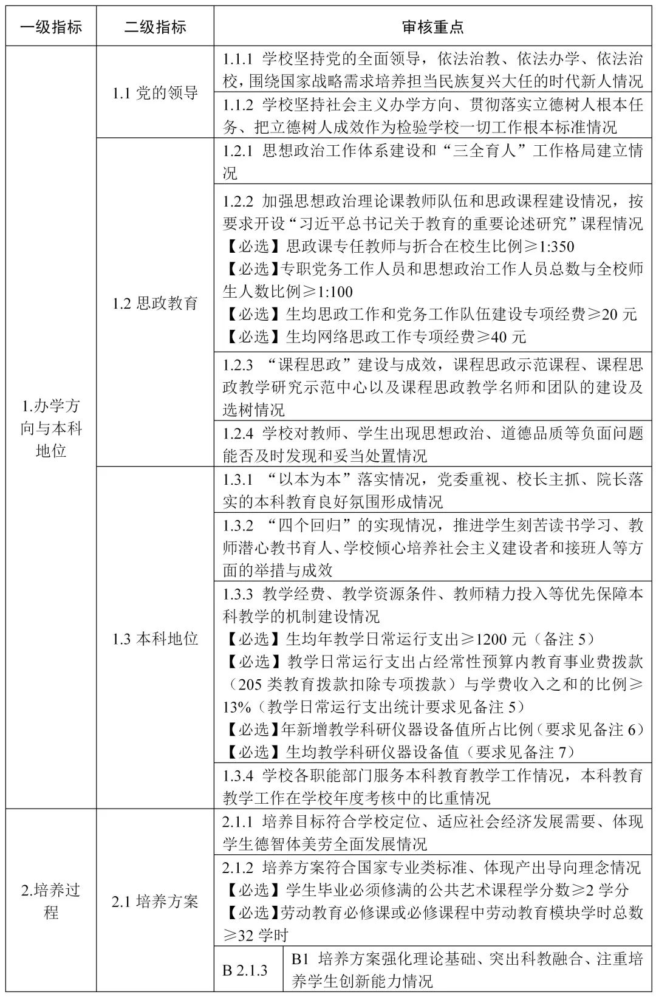 一级指标
二级指标
审核重点
1.办学方
向与本科
地位
1.1 党的领导
1.1.1 学校坚持党的全面领导，依法治教、依法办学、依法治
校，围绕国家战略需求培养担当民族复兴大任的时代新人情况
1.1.2 学校坚持社会主义办学方向、贯彻落实立德树人根本任
务、把立德树人成效作为检验学校一切工作根本标准情况
1.2 思政教育
1.2.1 思想政治工作体系建设和“三全育人”工作格局建立情
况
1.2.2 加强思想政治理论课教师队伍和思政课程建设情况，按
要求开设“习近平总书记关于教育的重要论述研究”课程情况
【必选】思政课专任教师与折合在校生比例≥1:350
【必选】专职党务工作人员和思想政治工作人员总数与全校师
生人数比例≥1:100
【必选】生均思政工作和党务工作队伍建设专项经费≥20 元
【必选】生均网络思政工作专项经费≥40 元
1.2.3 “课程思政”建设与成效，课程思政示范课程、课程思
政教学研究示范中心以及课程思政教学名师和团队的建设及
选树情况
1.2.4 学校对教师、学生出现思想政治、道德品质等负面问题
能否及时发现和妥当处置情况
1.3 本科地位
1.3.1 “以本为本”落实情况，党委重视、校长主抓、院长落
实的本科教育良好氛围形成情况
1.3.2 “四个回归”的实现情况，推进学生刻苦读书学习、教
师潜心教书育人、学校倾心培养社会主义建设者和接班人等方
面的举措与成效
1.3.3 教学经费、教学资源条件、教师精力投入等优先保障本
科教学的机制建设情况
【必选】生均年教学日常运行支出≥1200 元（备注 5）
【必选】教学日常运行支出占经常性预算内教育事业费拨款
（205 类教育拨款扣除专项拨款）与学费收入之和的比例≥
13%（教学日常运行支出统计要求见备注 5）
【必选】年新增教学科研仪器设备值所占比例（要求见备注 6）
【必选】生均教学科研仪器设备值（要求见备注 7）
1.3.4 学校各职能部门服务本科教育教学工作情况，本科教育
教学工作在学校年度考核中的比重情况
2.培养过
程
2.1 培养方案
2.1.1 培养目标符合学校定位、适应社会经济发展需要、体现
学生德智体美劳全面发展情况
2.1.2 培养方案符合国家专业类标准、体现产出导向理念情况
【必选】学生毕业必须修满的公共艺术课程学分数≥2 学分
【必选】劳动教育必修课或必修课程中劳动教育模块学时总数
≥32 学时
B 2.1.3
B1 培养方案强化理论基础、突出科教融合、注重培
养学生创新能力情况